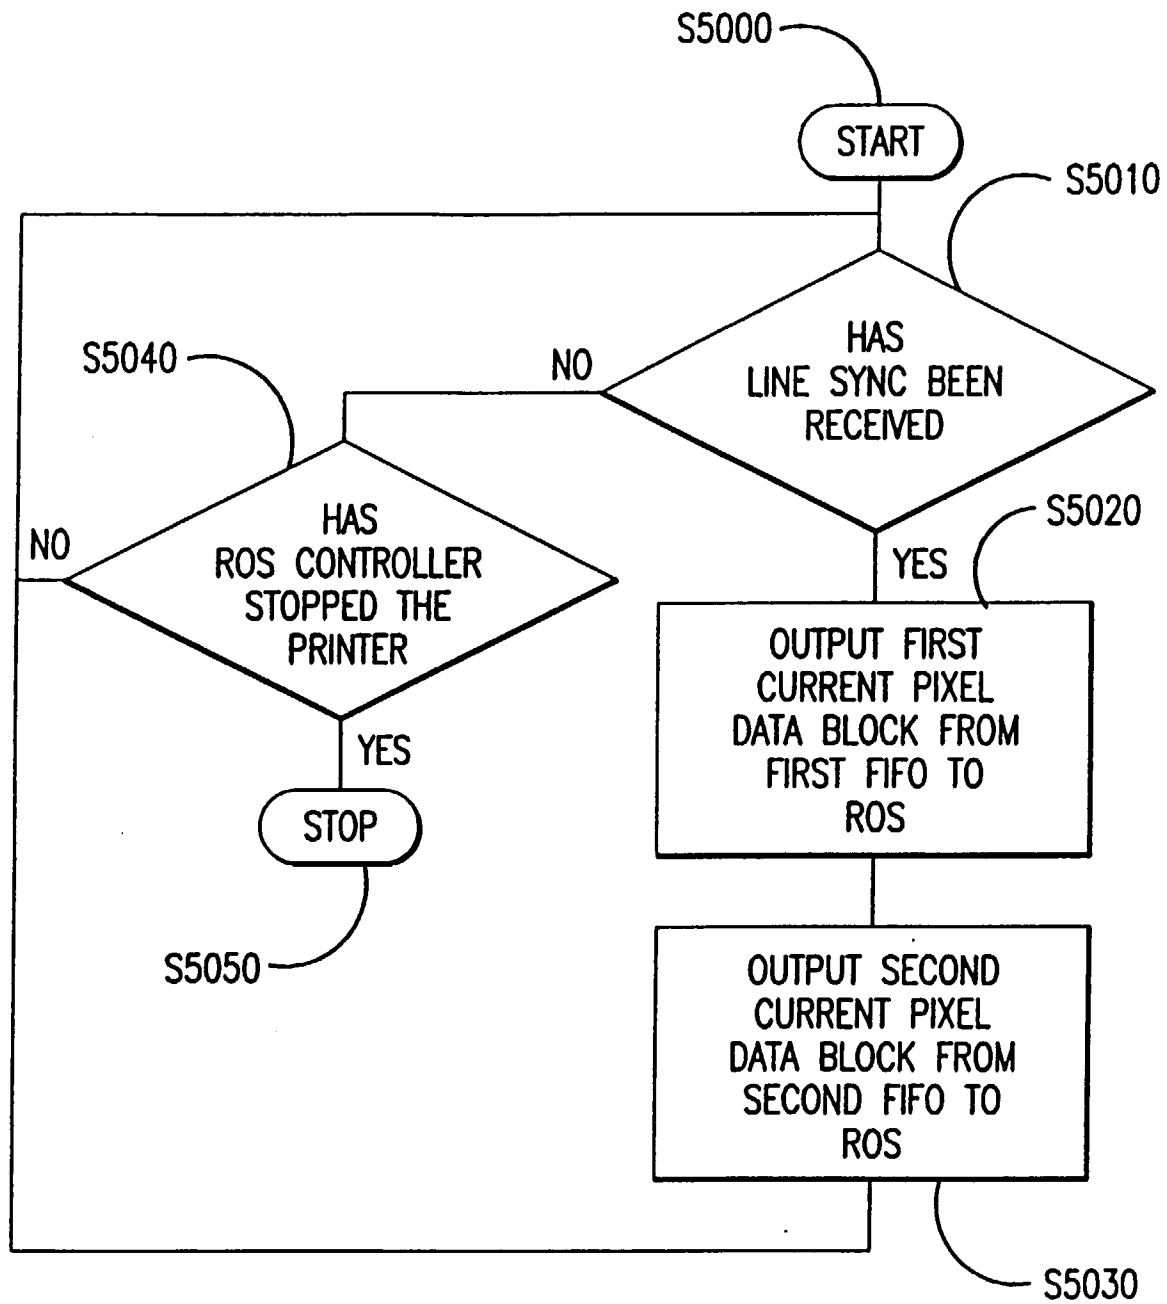 S5000
START
S5010
HAS
LINE SYNC BEEN
RECEIVED
NO
S5040
HAS
ROS CONTROLLER
STOPPED THE
PRINTER
NO
YES
STOP
S5050
YES
S5020
OUTPUT FIRST
CURRENT PIXEL
DATA BLOCK FROM
FIRST FIFO TO
ROS
OUTPUT SECOND
CURRENT PIXEL
DATA BLOCK FROM
SECOND FIFO TO
ROS
S5030